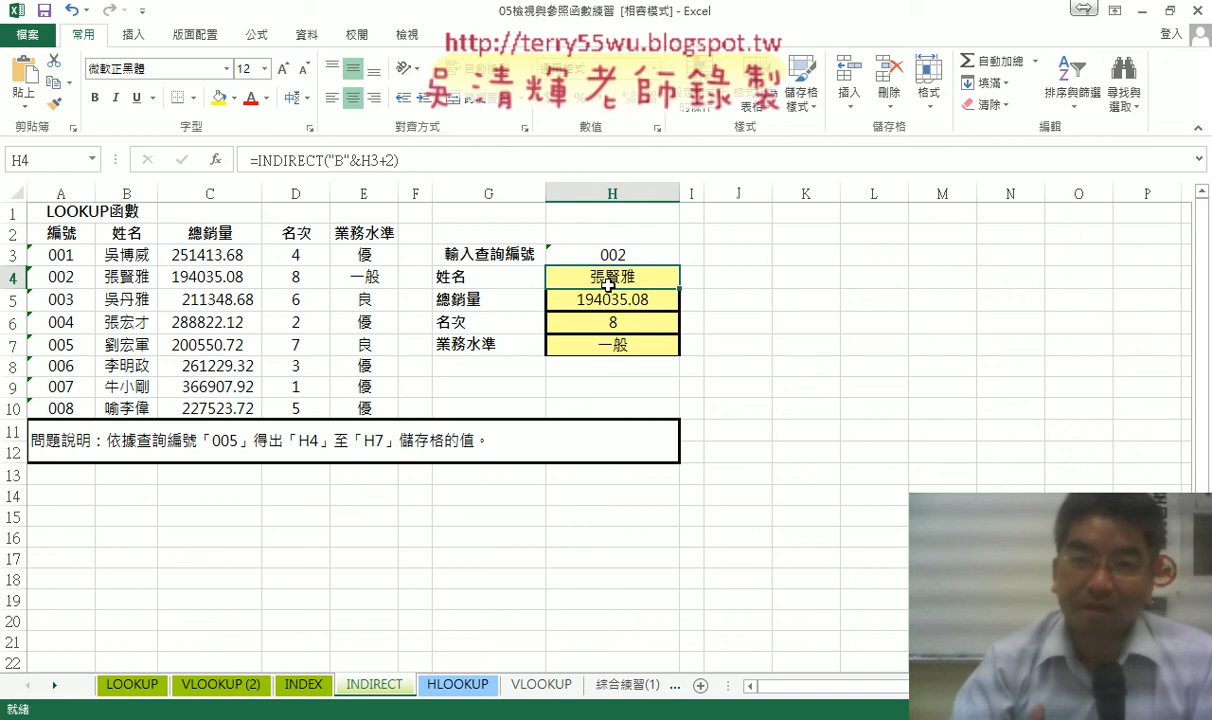 05檢視與參照函數練習 [相容模式] - Excel
檔案 常用 插入 版面配置 公式 資料 校閱 檢視 登入
http://terry55wu.blogspot.tw
吳清輝老師錄製
貼上 微軟正黑體 12 自動加總 填滿 清除
B I U 儲存格樣式 插入 刪除 格式 排序與篩選 尋找與選取
剪貼簿 字型 對齊方式 數值 樣式 儲存格 編輯
H4 fx =INDIRECT("B"&H3+2)
A B C D E F G H I J K L M N O P
1 LOOKUP函數
2 編號 姓名 總銷量 名次 業務水準
3 001 吳博威 251413.68 4 優 輸入查詢編號 002
4 002 張賢雅 194035.08 8 一般 姓名 張賢雅
5 003 吳丹雅 211348.68 6 良 總銷量 194035.08
6 004 張宏才 288822.12 2 優 名次 8
7 005 劉宏軍 200550.72 7 良 業務水準 一般
8 006 李明政 261229.32 3 優
9 007 牛小剛 366907.92 1 優
10 008 喻李偉 227523.72 5 優
11 問題說明：依據查詢編號「005」得出「H4」至「H7」儲存格的值。
12
13
14
15
16
17
18
19
20
21
22
LOOKUP VLOOKUP (2) INDEX INDIRECT HLOOKUP VLOOKUP 綜合練習(1) ...
就緒